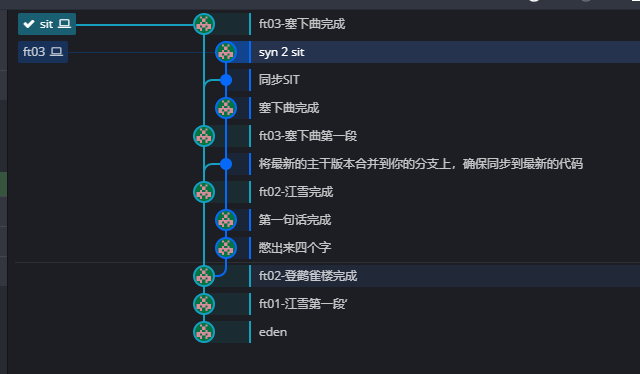 sit
ft03-塞下曲完成
ft03
syn 2 sit
同步SIT
塞下曲完成
ft03-塞下曲第一段
将最新的主干版本合并到你的分支上，确保同步到最新的代码
ft02-江雪完成
第一句话完成
憋出来四个字
ft02-登鹳雀楼完成
ft01-江雪第一段'
eden